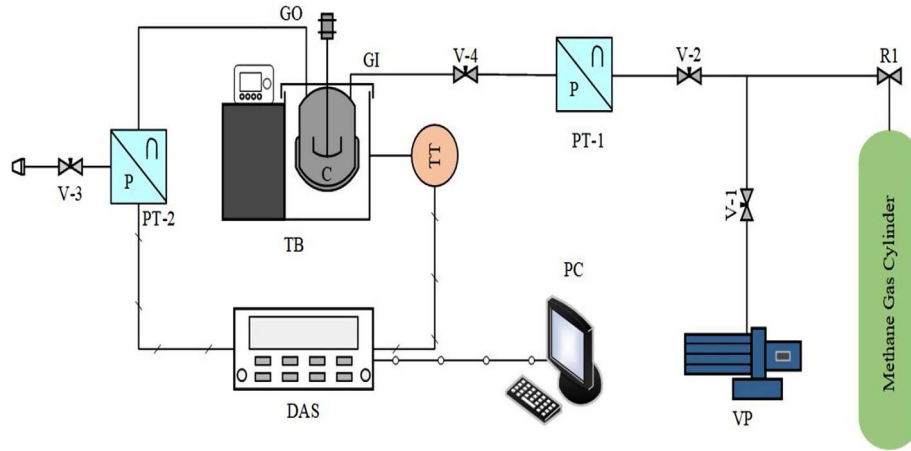 GO
GI
V-4
V-2
R1
P
PT-1
P
V-3
PT-2
C
TT
TB
V-1
PC
DAS
VP
Methane Gas Cylinder